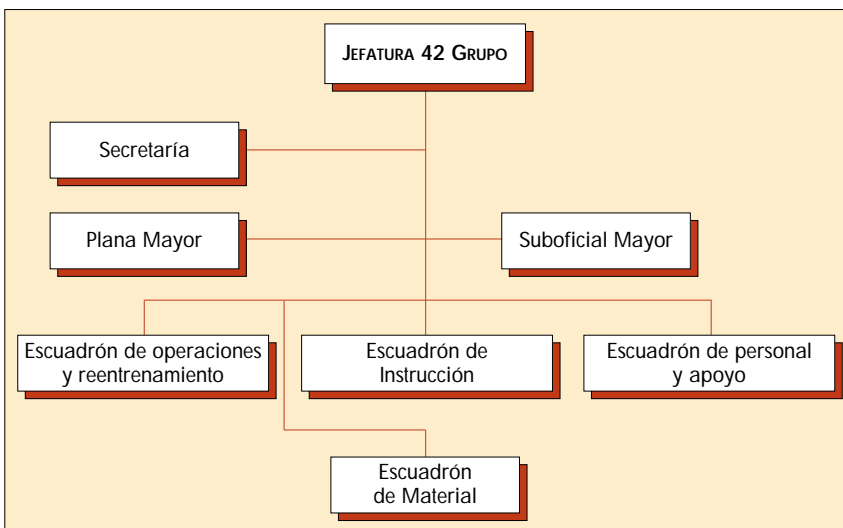 JEFATURA 42 GRUPO
Secretaría
Plana Mayor
Suboficial Mayor
Escuadrón de operaciones
y reentrenamiento
Escuadrón de
Instrucción
Escuadrón de personal
y apoyo
Escuadrón
de Material